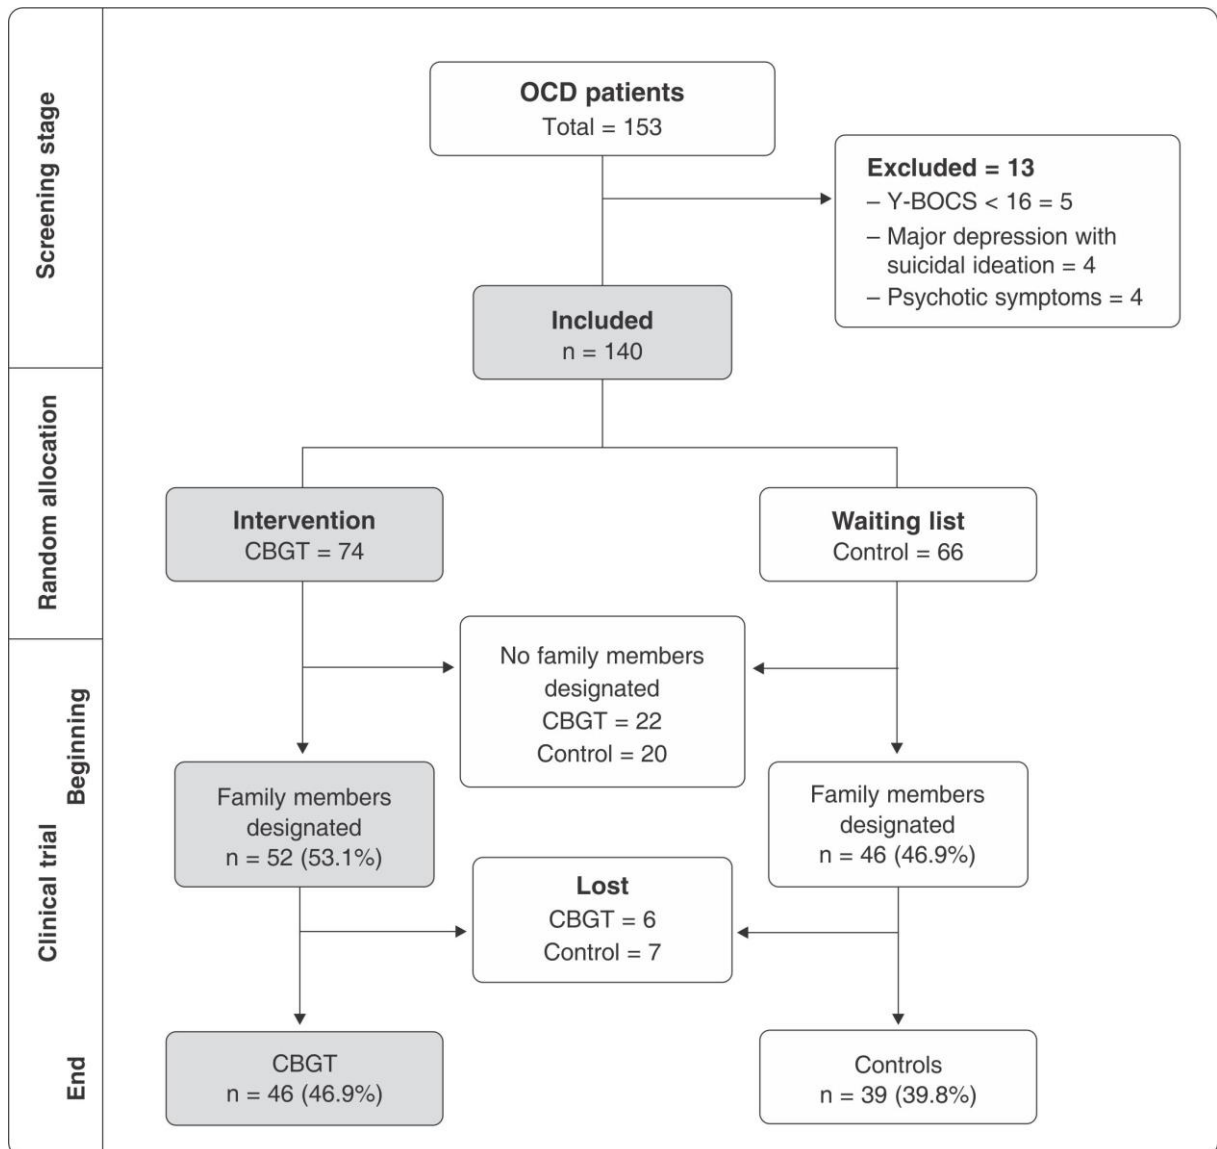 Screening stage
OCD patients
Total = 153
Excluded = 13
– Y-BOCS < 16 = 5
– Major depression with
suicidal ideation = 4
– Psychotic symptoms = 4
Included
n = 140
Random allocation
Intervention
CBGT = 74
Waiting list
Control = 66
Clinical trial
Beginning
No family members
designated
CBGT = 22
Control = 20
Family members
designated
n = 52 (53.1%)
Family members
designated
n = 46 (46.9%)
Lost
CBGT = 6
Control = 7
End
CBGT
n = 46 (46.9%)
Controls
n = 39 (39.8%)